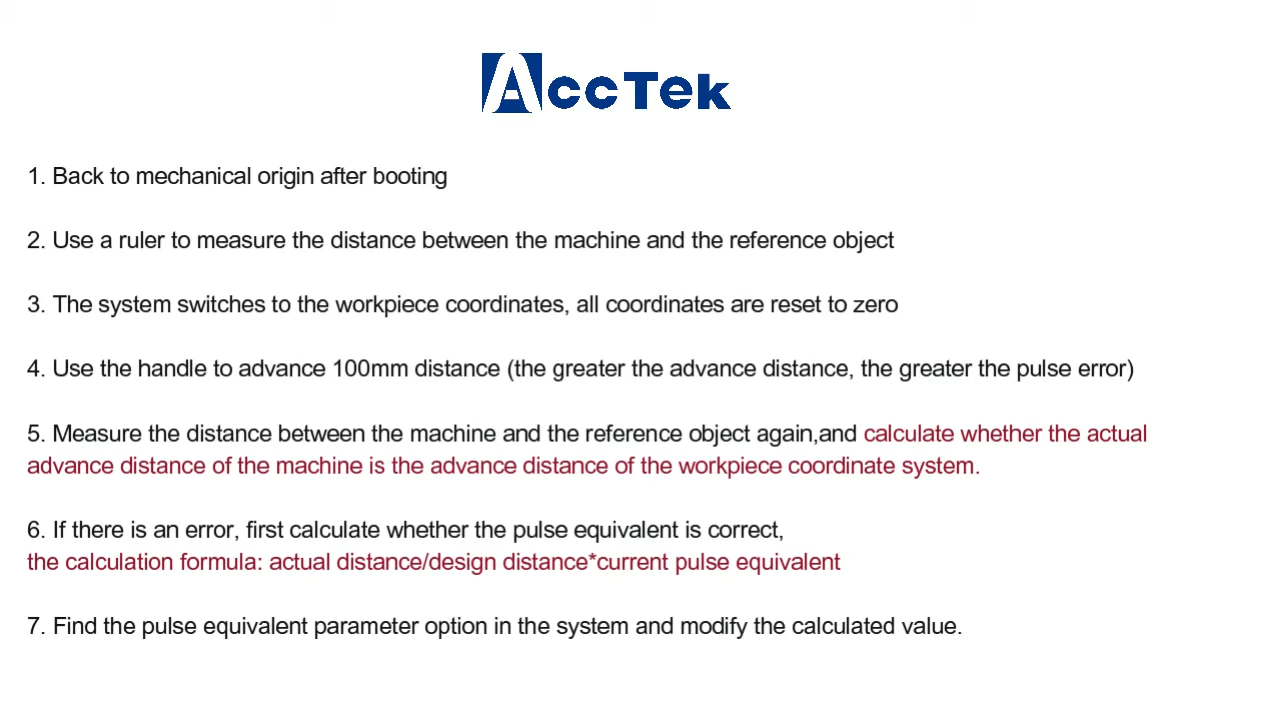 AccTek
1. Back to mechanical origin after booting
2. Use a ruler to measure the distance between the machine and the reference object
3. The system switches to the workpiece coordinates, all coordinates are reset to zero
4. Use the handle to advance 100mm distance (the greater the advance distance, the greater the pulse error)
5. Measure the distance between the machine and the reference object again,and calculate whether the actual
advance distance of the machine is the advance distance of the workpiece coordinate system.
6. If there is an error, first calculate whether the pulse equivalent is correct,
the calculation formula: actual distance/design distance*current pulse equivalent
7. Find the pulse equivalent parameter option in the system and modify the calculated value.